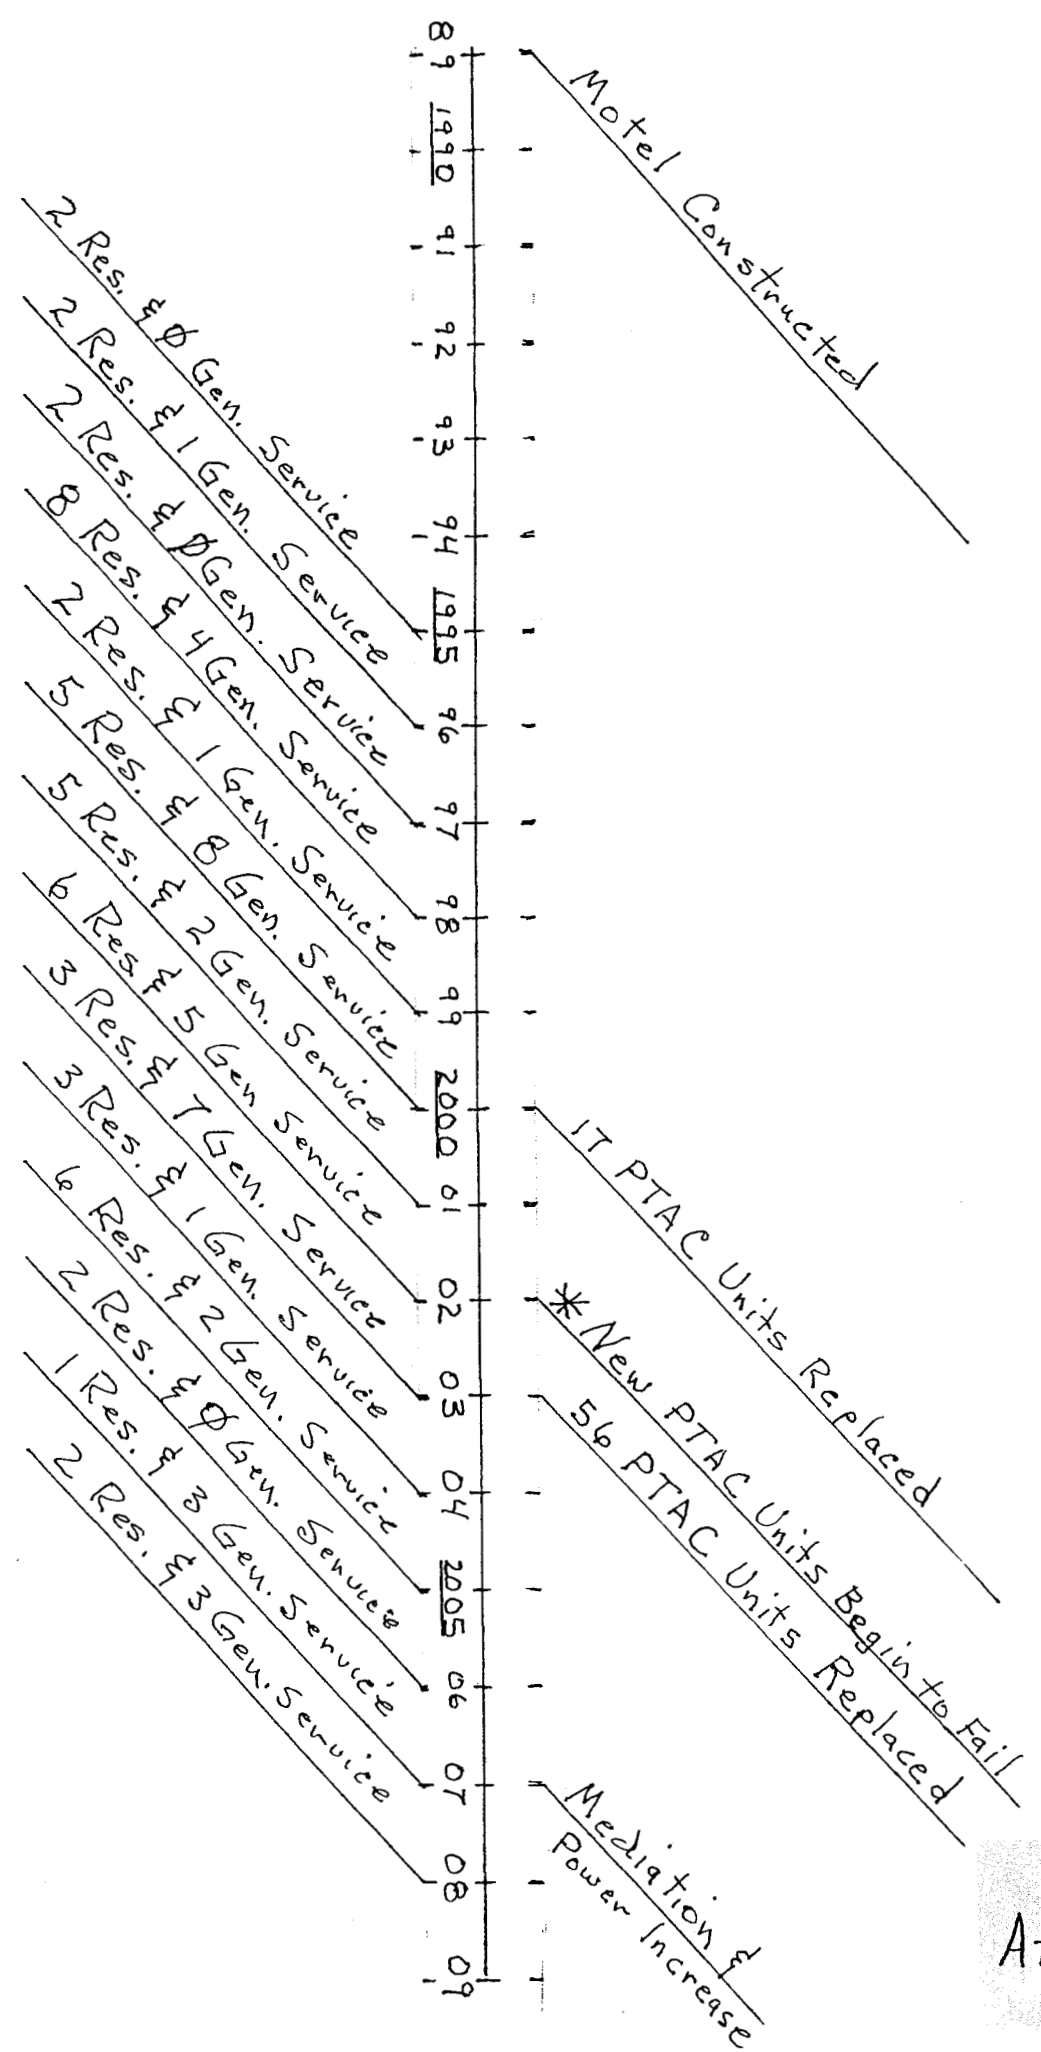 89
1990
91
92
93
94
1995
96
97
98
99
2000
01
02
03
04
2005
06
07
08
09
Motel Constructed
17 PTAC Units Replaced
* New PTAC Units Begin to Fail
56 PTAC Units Replaced
Mediation &
Power Increase
2 Res. & Ø Gen. Service
2 Res. & 1 Gen. Service
2 Res. & Ø Gen. Service
8 Res. & 4 Gen. Service
2 Res. & 1 Gen. Service
5 Res. & 8 Gen. Service
5 Res. & 2 Gen. Service
6 Res. & 5 Gen Service
3 Res. & 7 Gen. Service
3 Res. & 1 Gen. Service
6 Res. & 2 Gen. Service
2 Res. & Ø Gen. Service
1 Res. & 3 Gen. Service
2 Res. & 3 Gen. Service